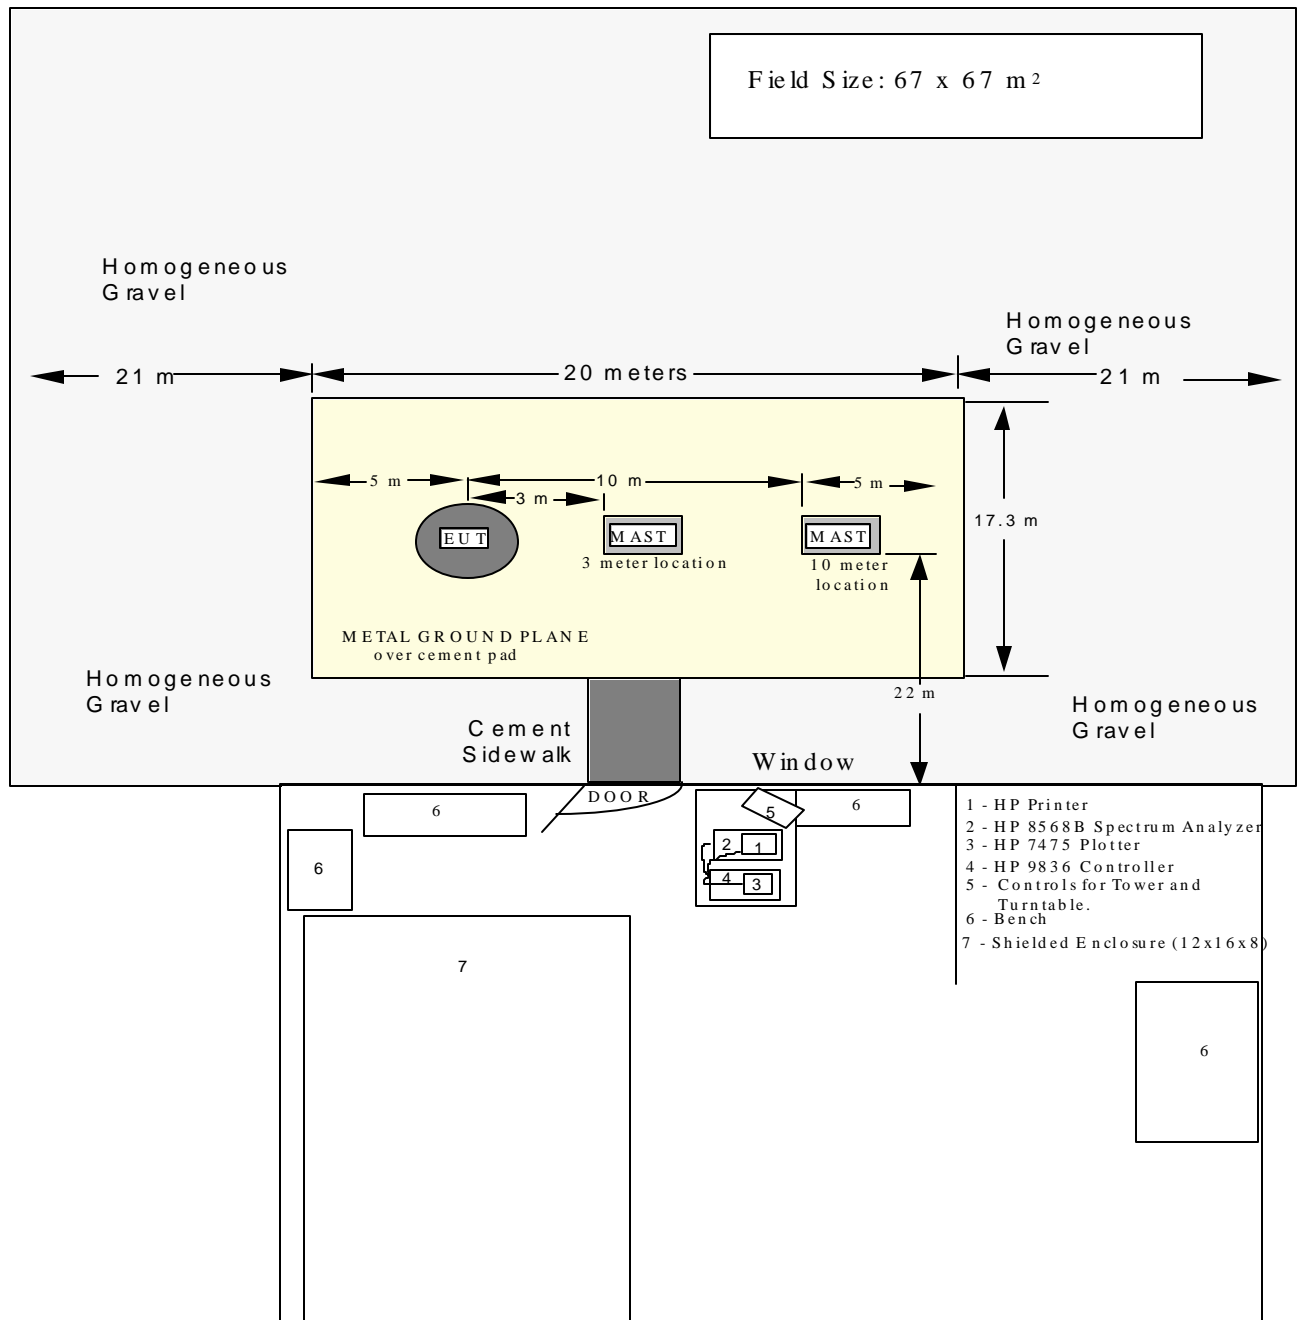 Field Size: 67 x 67 m 2
Homogeneous
Gravel
Homogeneous
Gravel
21 m
20 meters
21 m
5 m
10 m
5 m
3 m
17.3 m
EUT
MAST
MAST
3 meter location
10 meter
location
METAL GROUND PLANE
over cement pad
Homogeneous
Gravel
22 m
Homogeneous
Gravel
Cement
Sidewalk
Window
DOOR
6
5
6
6
2
1
4
3
1 - HP Printer
2 - HP 8568B Spectrum Analyzer
3 - HP 7475 Plotter
4 - HP 9836 Controller
5 - Controls for Tower and
Turntable.
6 - Bench
7 - Shielded Enclosure (12x16x8)
7
6